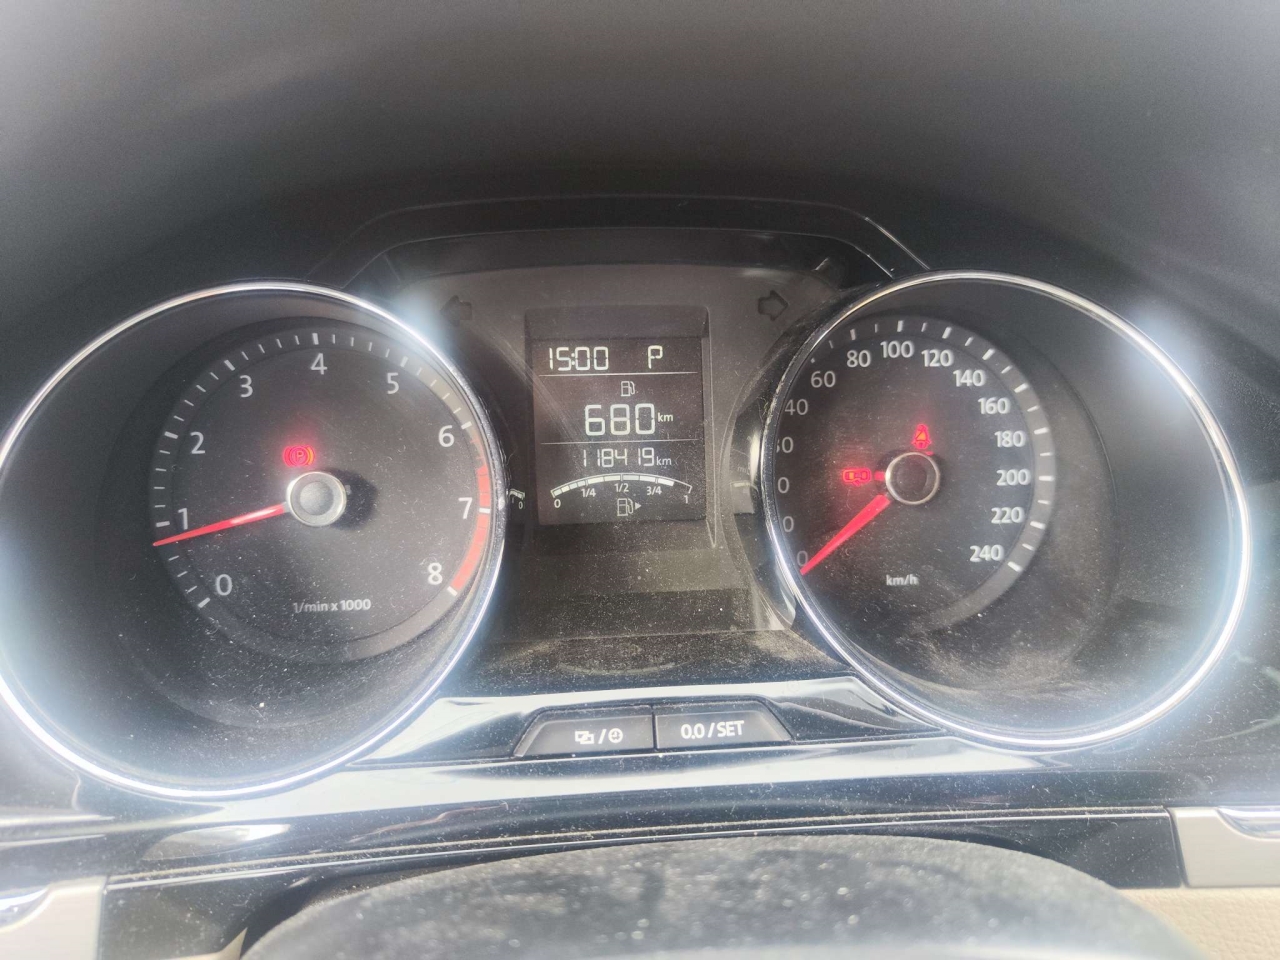 15:00 P
680 km
118419 km
0 1/4 1/2 3/4 1
0 1 2 3 4 5 6 7 8
1/min x 1000
60 80 100 120 140 160 180 200 220 240
km/h
0.0 / SET